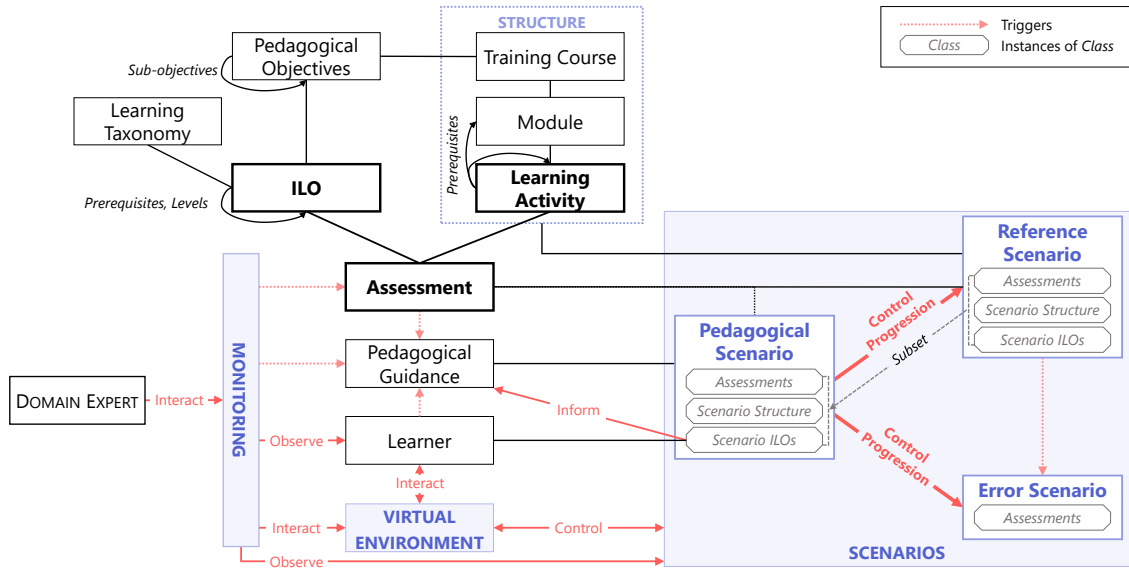 STRUCTURE
Triggers
Class
Instances of Class
Pedagogical
Objectives
Training Course
Sub-objectives
Learning
Taxonomy
Module
Prerequisites
ILO
Learning
Activity
Prerequisites, Levels
Reference
Scenario
Assessments
Scenario Structure
Scenario ILOs
Assessment
Control
Progression
Subset
Pedagogical
Scenario
Assessments
Scenario Structure
Scenario ILOs
MONITORING
Pedagogical
Guidance
DOMAIN EXPERT
Interact
Inform
Observe
Learner
Control
Progression
Interact
Error Scenario
Assessments
Interact
VIRTUAL
ENVIRONMENT
Control
Observe
SCENARIOS